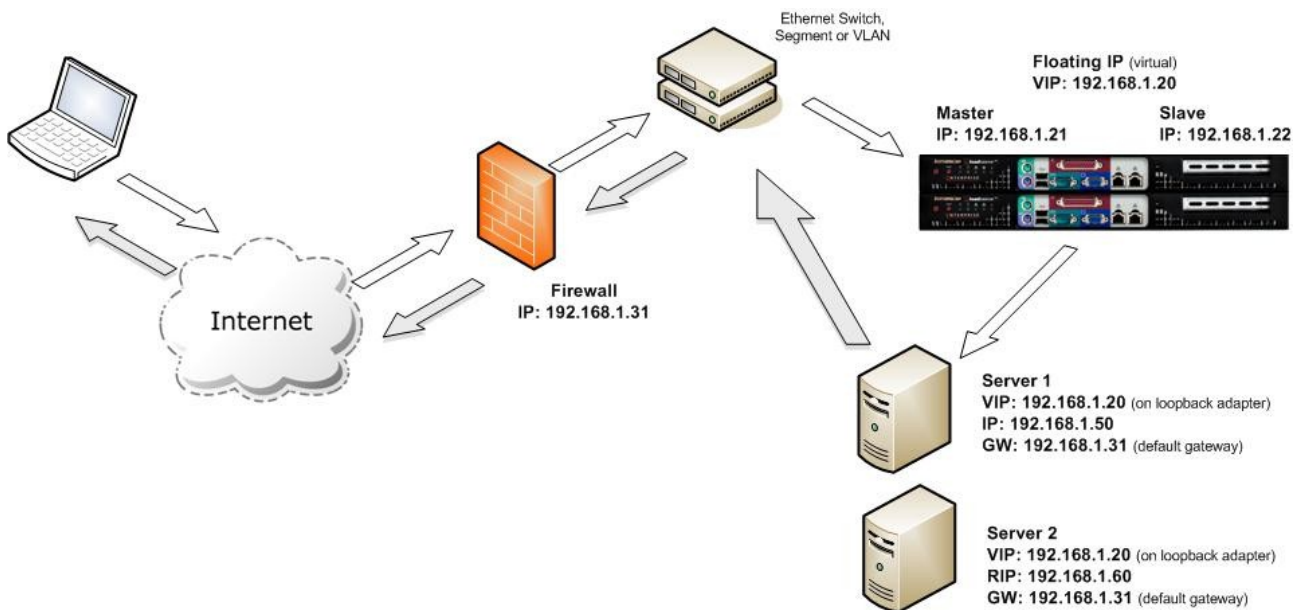 Ethernet Switch,
Segment or VLAN
Floating IP (virtual)
VIP: 192.168.1.20
Master
IP: 192.168.1.21
Slave
IP: 192.168.1.22
Firewall
IP: 192.168.1.31
Internet
Server 1
VIP: 192.168.1.20 (on loopback adapter)
IP: 192.168.1.50
GW: 192.168.1.31 (default gateway)
Server 2
VIP: 192.168.1.20 (on loopback adapter)
RIP: 192.168.1.60
GW: 192.168.1.31 (default gateway)